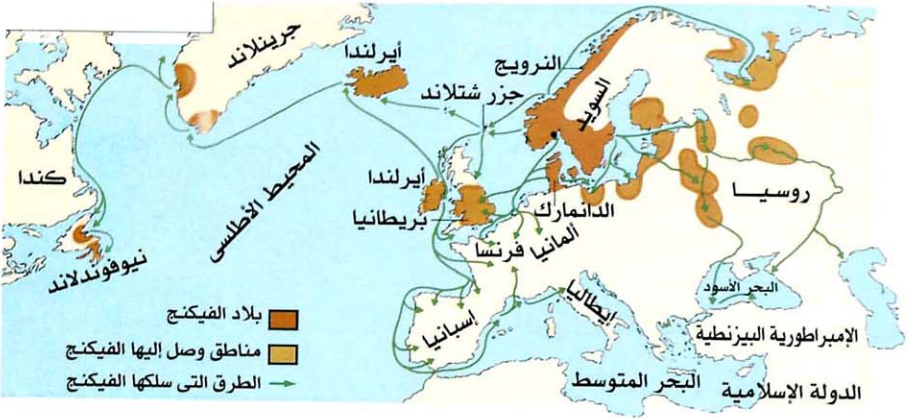 جرينلاند
أيرلندا
النرويج
السويد
جزر شتلاند
كندا
المحيط الأطلسى
أيرلندا
بريطانيا
الدانمارك
روسيا
ألمانيا
فرنسا
نيوفوندلاند
إسبانيا
إيطاليا
البحر الأسود
الإمبراطورية البيزنطية
البحر المتوسط
الدولة الإسلامية
بلاد الفيكنج
مناطق وصل إليها الفيكنج
الطرق التى سلكها الفيكنج